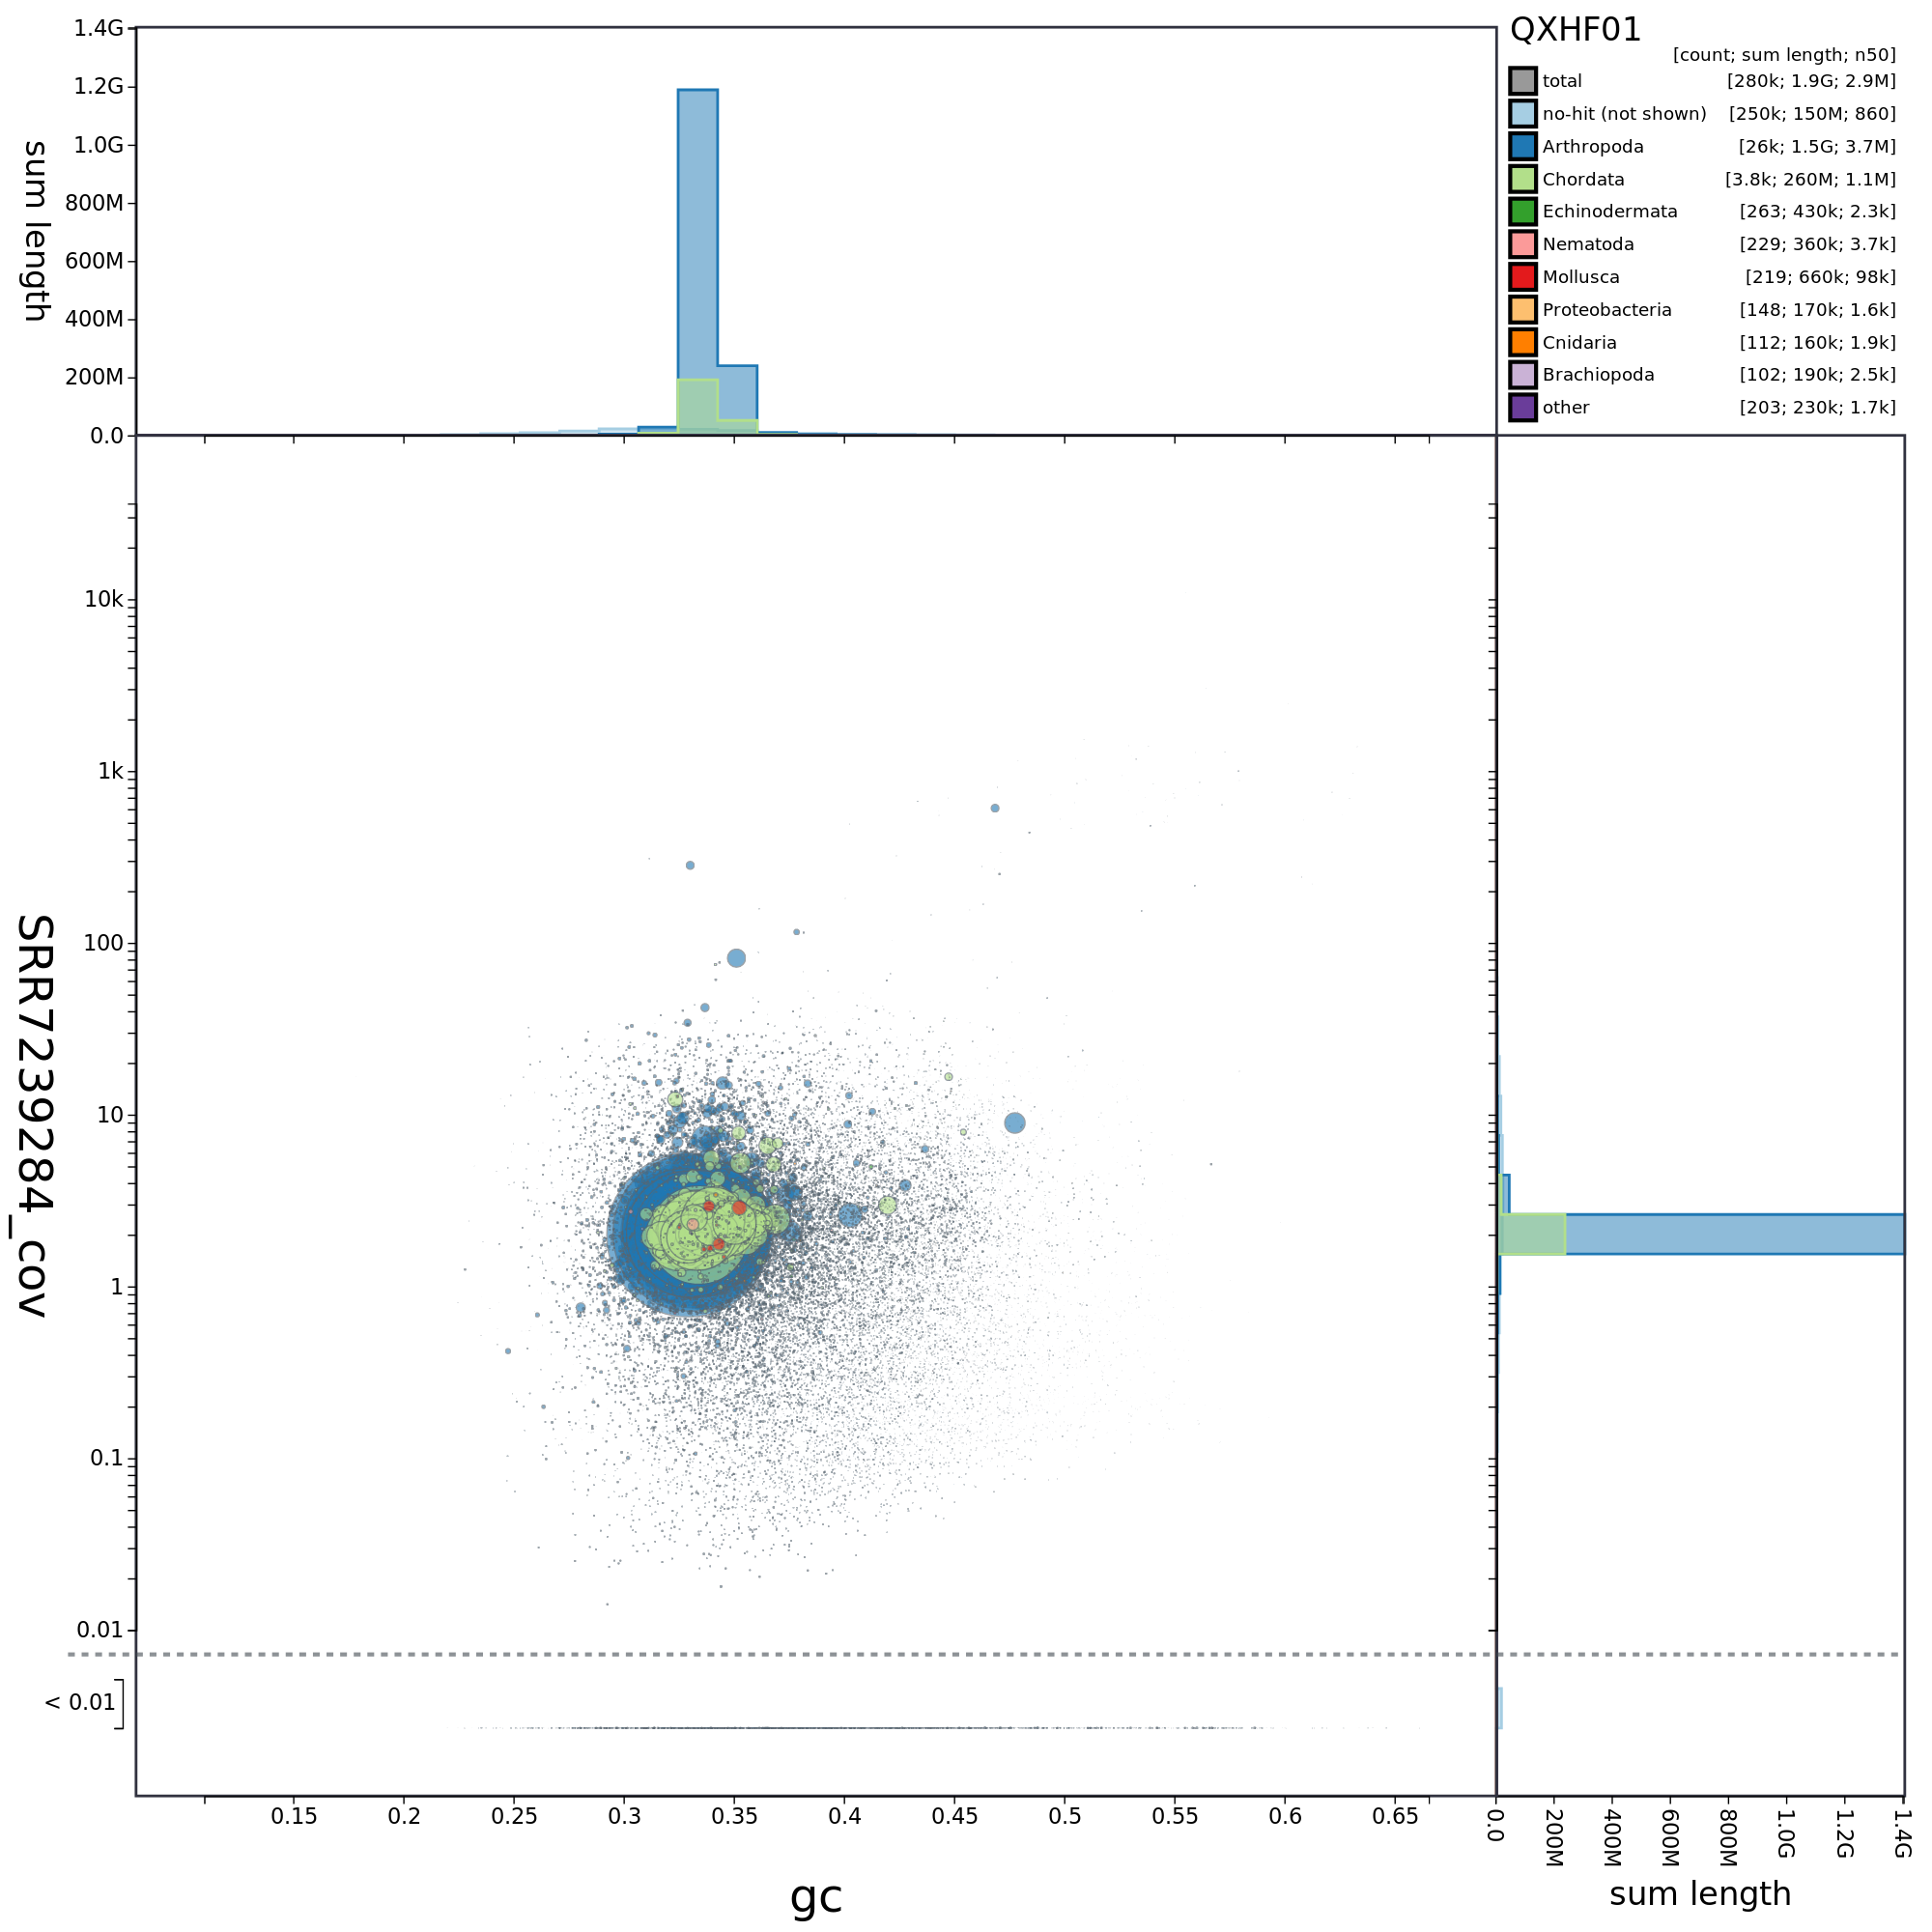 QXHF01
[count; sum length; n50]
total [280k; 1.9G; 2.9M]
no-hit (not shown) [250k; 150M; 860]
Arthropoda [26k; 1.5G; 3.7M]
Chordata [3.8k; 260M; 1.1M]
Echinodermata [263; 430k; 2.3k]
Nematoda [229; 360k; 3.7k]
Mollusca [219; 660k; 98k]
Proteobacteria [148; 170k; 1.6k]
Cnidaria [112; 160k; 1.9k]
Brachiopoda [102; 190k; 2.5k]
other [203; 230k; 1.7k]
sum length
1.4G
1.2G
1.0G
800M
600M
400M
200M
0.0
SRR7239284_cov
10k
1k
100
10
1
0.1
0.01
< 0.01
0.15 0.2 0.25 0.3 0.35 0.4 0.45 0.5 0.55 0.6 0.65
gc
0.0 200M 400M 600M 800M 1.0G 1.2G 1.4G
sum length